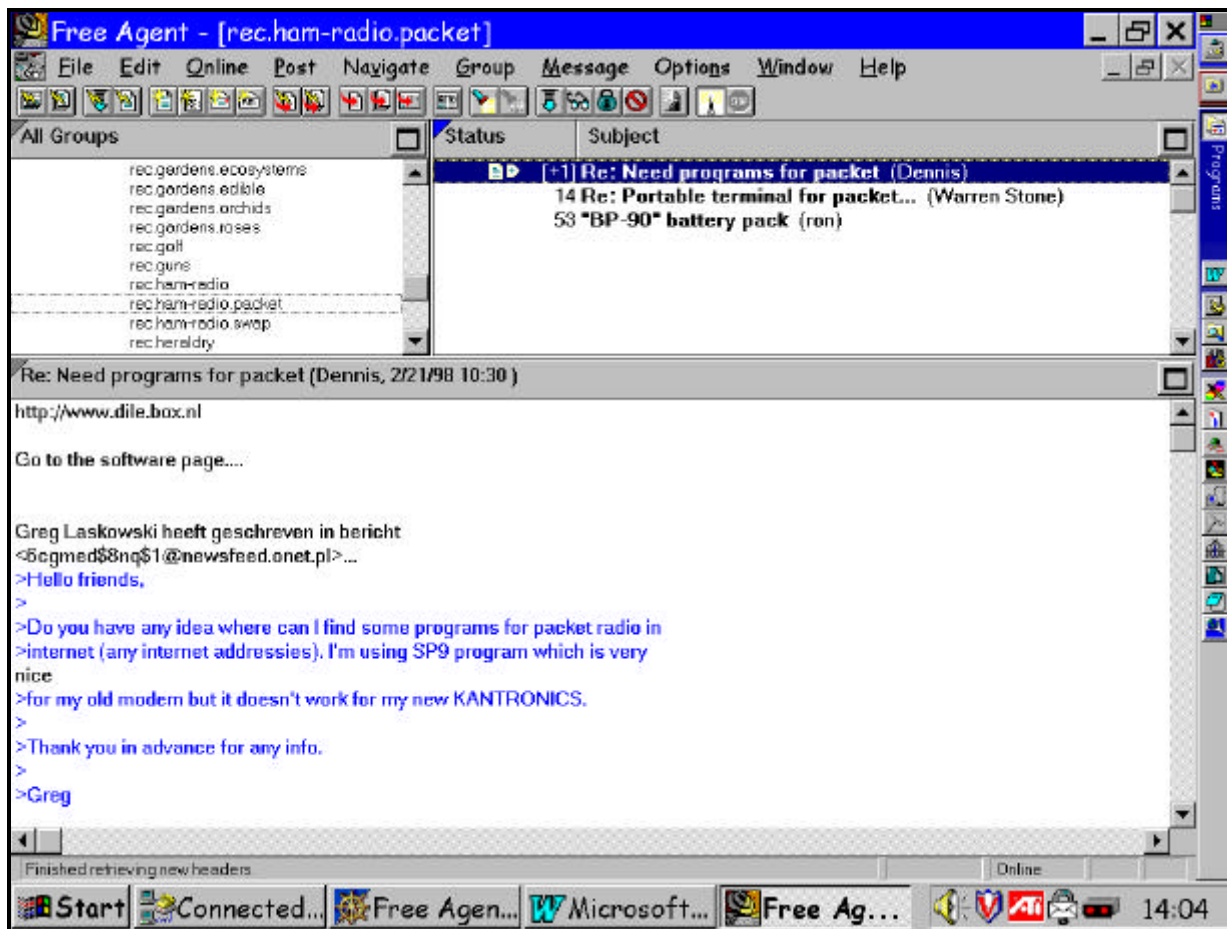 Free Agent - [rec.ham-radio.packet]
File Edit Online Post Navigate Group Message Options Window Help
All Groups
Status Subject
rec.gardens.ecosystems
rec.gardens.edible
rec.gardens.orchids
rec.gardens.roses
rec.golf
rec.guns
rec.ham-radio
rec.ham-radio.packet
rec.ham-radio.swap
rec.heraldry
[+1] Re: Need programs for packet (Dennis)
14 Re: Portable terminal for packet... (Warren Stone)
53 "BP-90" battery pack (ron)
Programs
Re: Need programs for packet (Dennis, 2/21/98 10:30 )
http://www.dile.box.nl
Go to the software page....
Greg Laskowski heeft geschreven in bericht
<6cgmed$8nq$1@newsfeed.onet.pl>...
>Hello friends,
>
>Do you have any idea where can I find some programs for packet radio in
>internet (any internet addressies). I'm using SP9 program which is very
nice
>for my old modem but it doesn't work for my new KANTRONICS.
>
>Thank you in advance for any info.
>
>Greg
Finished retrieving new headers
Online
Start Connected... Free Agen... Microsoft... Free Ag... ATi 14:04